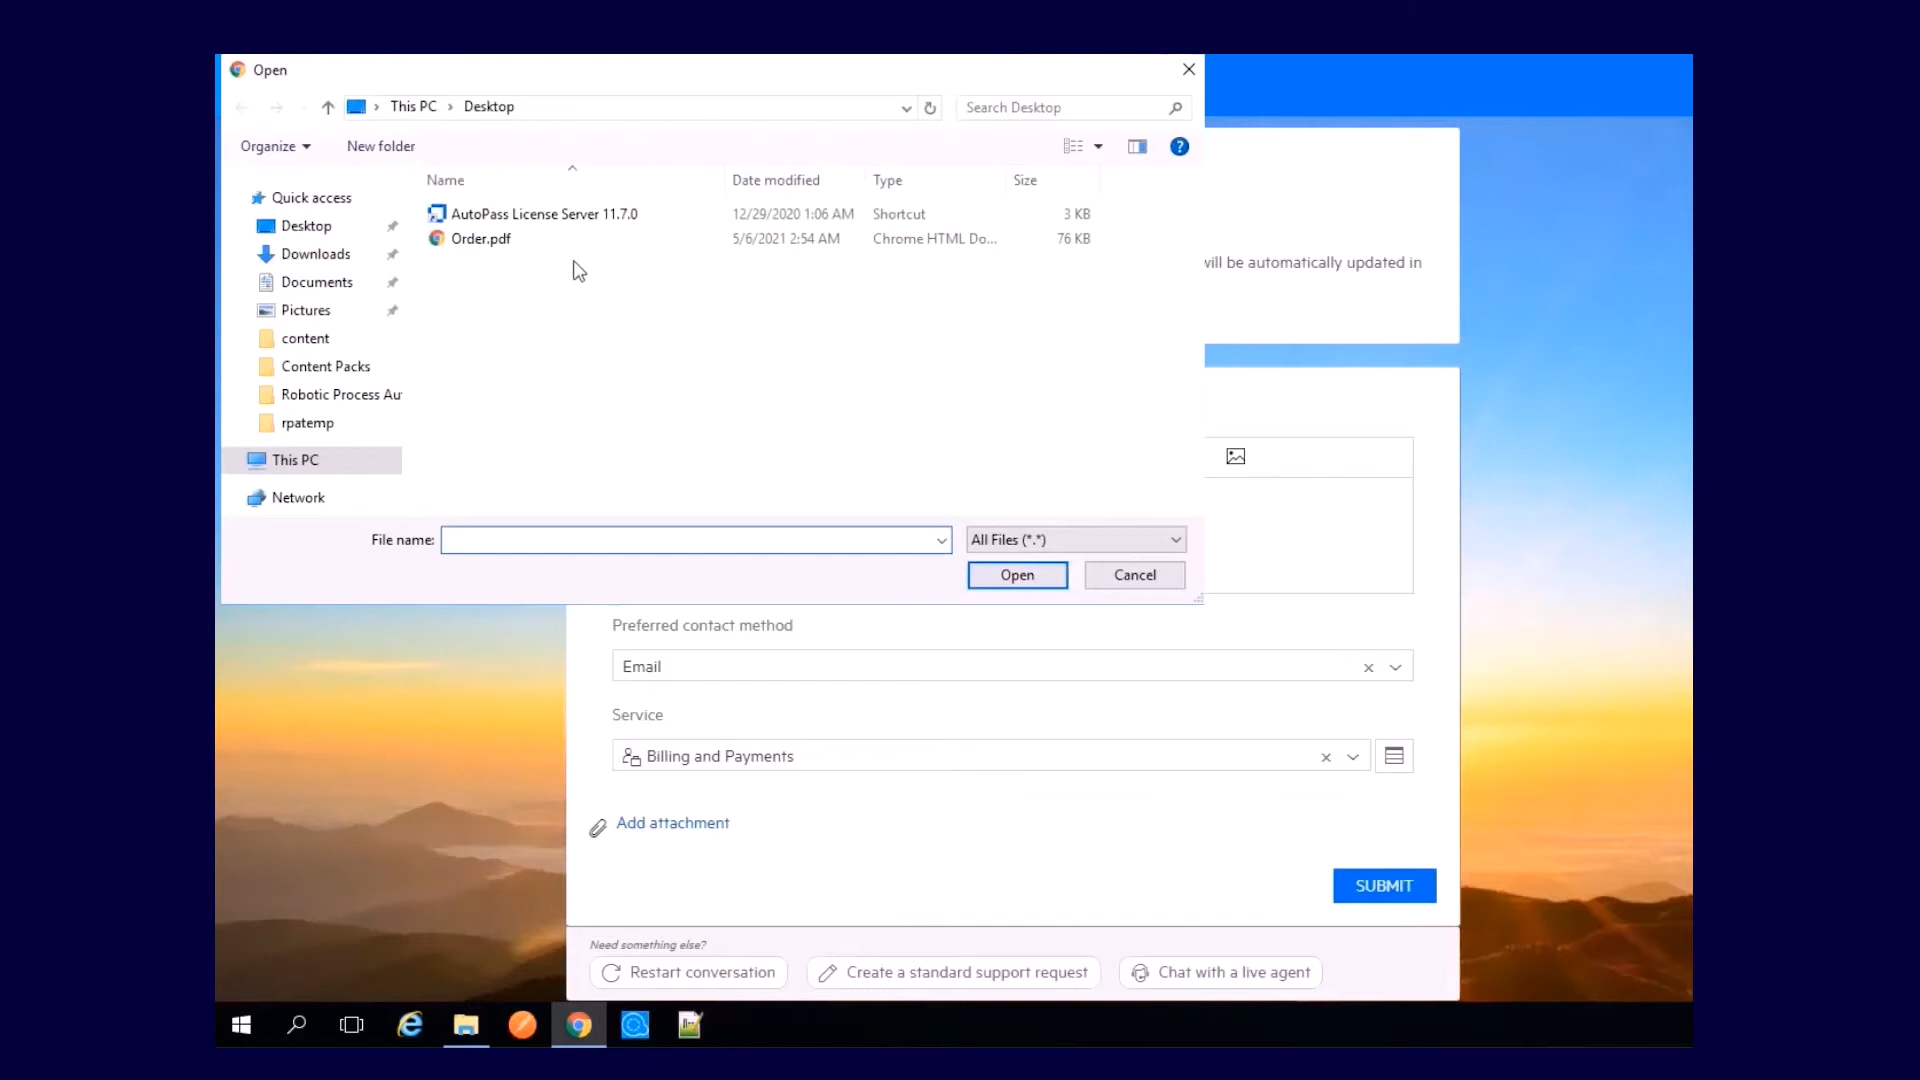 Open
This PC > Desktop
Search Desktop
Organize
New folder
Name
Date modified
Type
Size
Quick access
Desktop
Downloads
Documents
Pictures
content
Content Packs
Robotic Process Au
rpatemp
This PC
Network
AutoPass License Server 11.7.0 12/29/2020 1:06 AM Shortcut 3 KB
Order.pdf 5/6/2021 2:54 AM Chrome HTML Do... 76 KB
will be automatically updated in
File name:
All Files (*.*)
Open
Cancel
Preferred contact method
Email
Service
Billing and Payments
Add attachment
SUBMIT
Need something else?
Restart conversation
Create a standard support request
Chat with a live agent